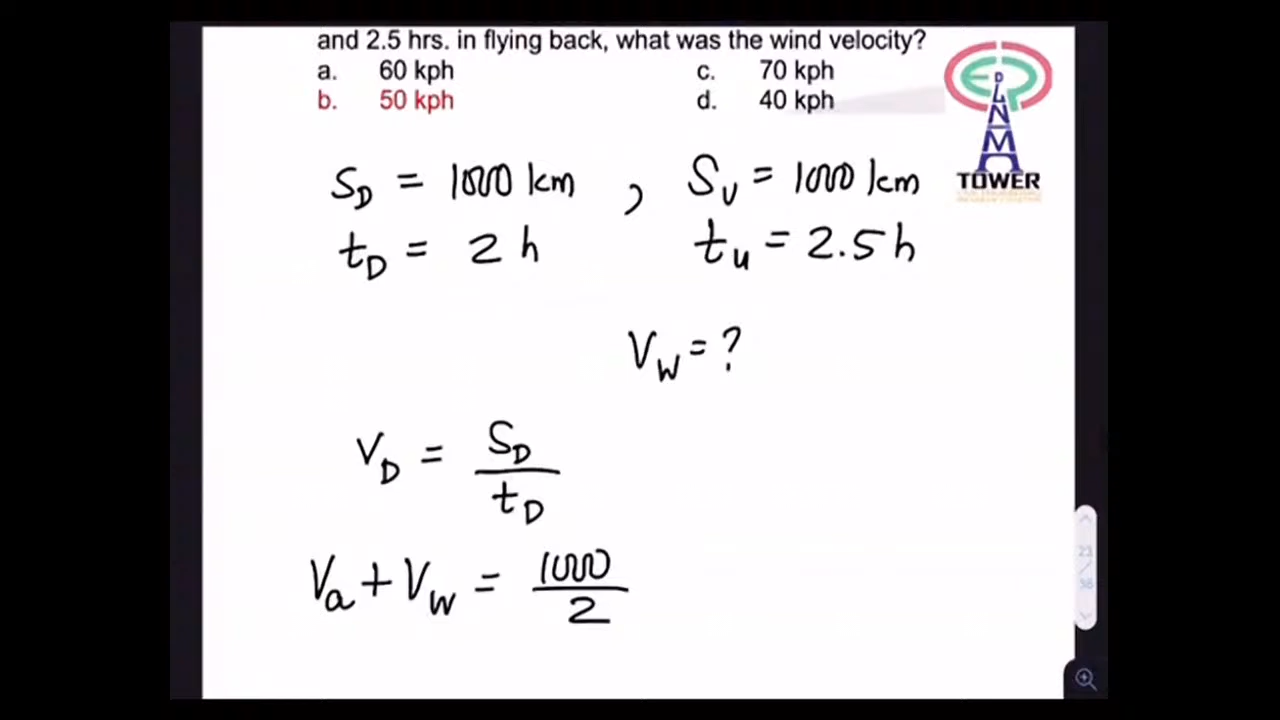 and 2.5 hrs. in flying back, what was the wind velocity?
a. 60 kph c. 70 kph
b. 50 kph d. 40 kph
TOWER
S_D = 1000 km , S_U = 1000 km
t_D = 2 h t_u = 2.5 h
V_W = ?
V_D = S_D / t_D
V_a + V_W = 1000 / 2
23
/
36